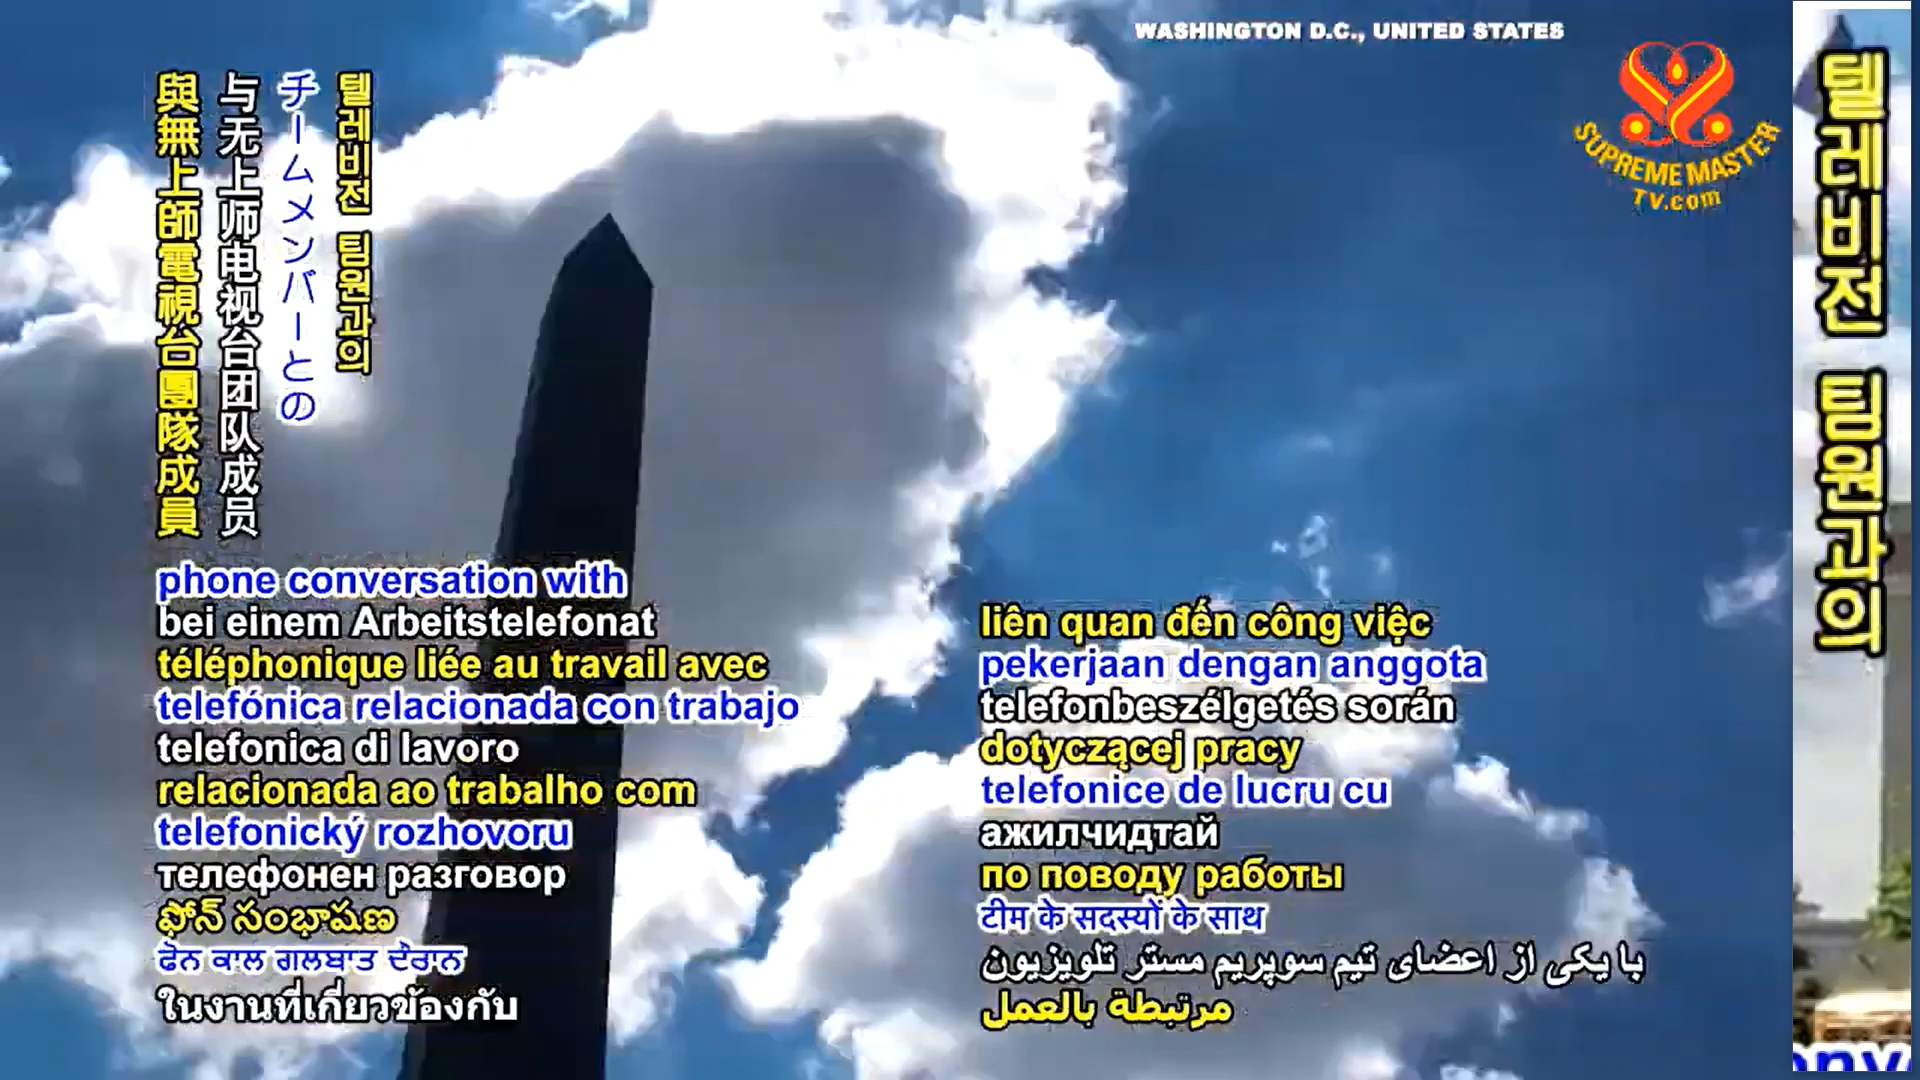 WASHINGTON D.C., UNITED STATES
SUPREME MASTER
TV.com
텔레비전 팀원과의
チームメンバーとの
与无上师电视台团队成员
與無上師電視台團隊成員
phone conversation with
bei einem Arbeitstelefonat
téléphonique liée au travail avec
telefónica relacionada con trabajo
telefonica di lavoro
relacionada ao trabalho com
telefonický rozhovoru
телефонен разговор
ఫోన్ సంభాషణ
ਫੋਨ ਕਾਲ ਗਲਬਾਤ ਦੌਰਾਨ
ในงานที่เกี่ยวข้องกับ
liên quan đến công việc
pekerjaan dengan anggota
telefonbeszélgetés során
dotyczącej pracy
telefonice de lucru cu
ажилчидтай
по поводу работы
टीम के सदस्यों के साथ
با یکی از اعضای تیم سوپریم مستر تلویزیون
مرتبطة بالعمل
텔레비전 팀원과의